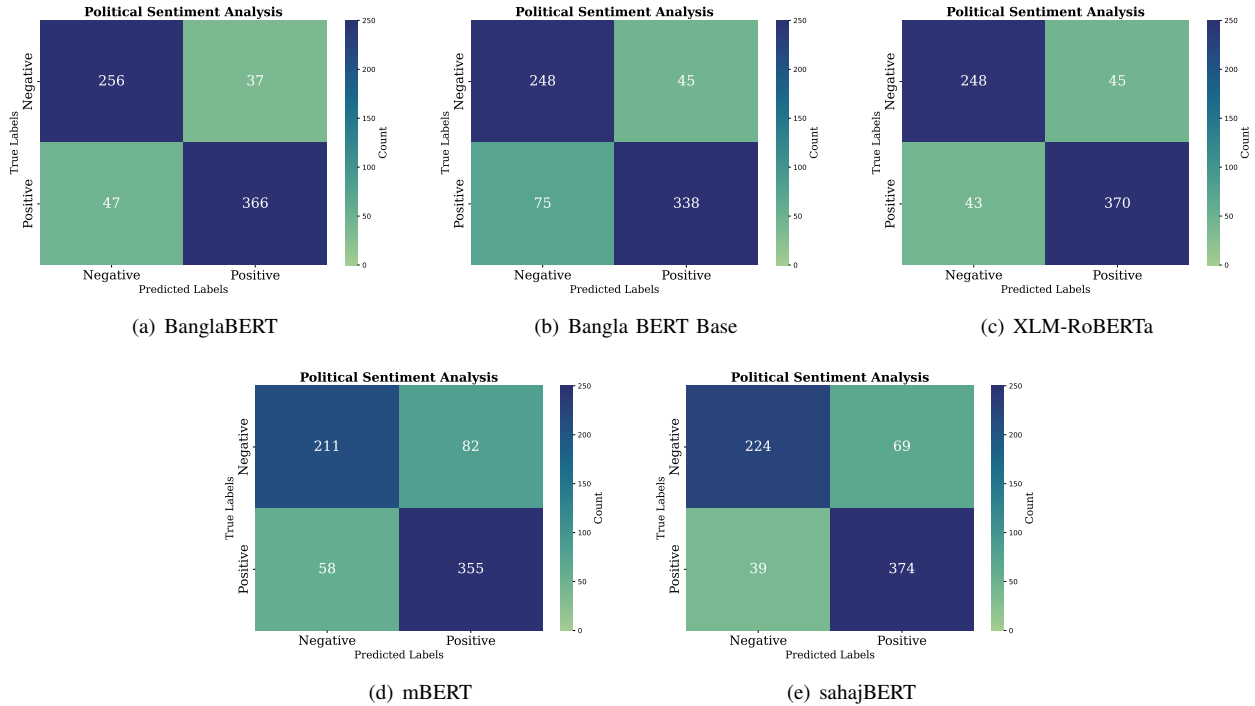 Political Sentiment Analysis
True Labels
Negative
Positive
256
37
47
366
Negative
Positive
Predicted Labels
250
200
150
100
50
0
Count
(a) BanglaBERT
Political Sentiment Analysis
True Labels
Negative
Positive
248
45
75
338
Negative
Positive
Predicted Labels
250
200
150
100
50
0
Count
(b) Bangla BERT Base
Political Sentiment Analysis
True Labels
Negative
Positive
248
45
43
370
Negative
Positive
Predicted Labels
250
200
150
100
50
0
Count
(c) XLM-RoBERTa
Political Sentiment Analysis
True Labels
Negative
Positive
211
82
58
355
Negative
Positive
Predicted Labels
250
200
150
100
50
0
Count
(d) mBERT
Political Sentiment Analysis
True Labels
Negative
Positive
224
69
39
374
Negative
Positive
Predicted Labels
250
200
150
100
50
0
Count
(e) sahajBERT